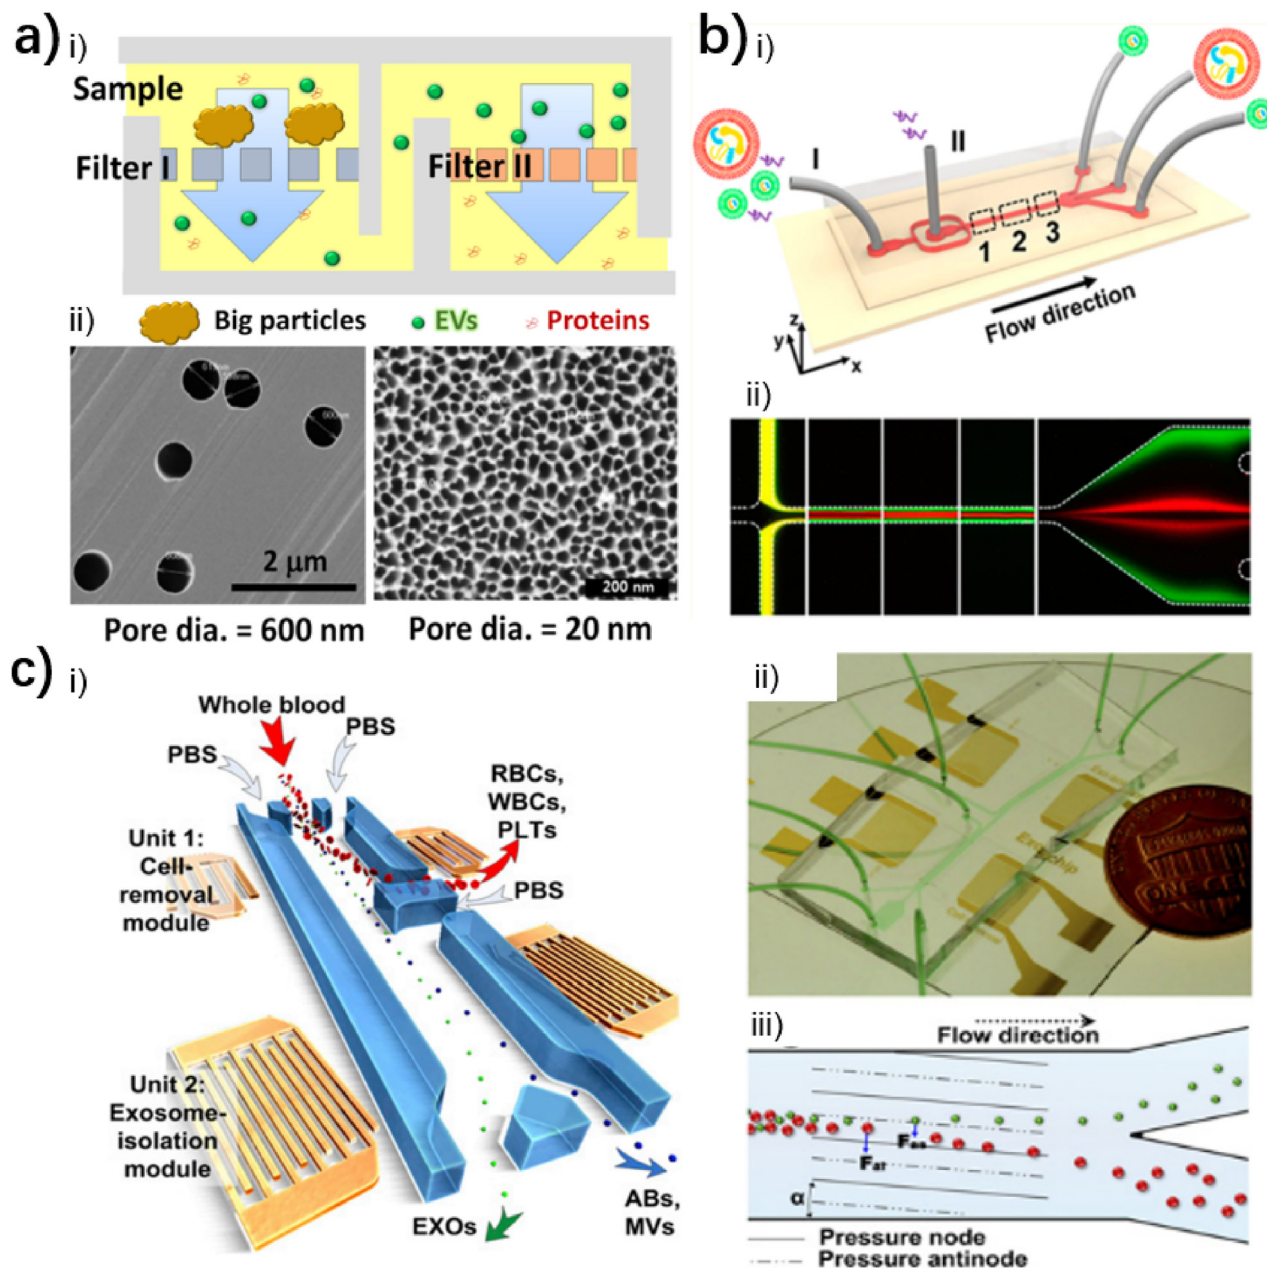 a)
i)
Sample
Filter I
Filter II
ii)
Big particles
EVs
Proteins
2 μm
200 nm
Pore dia. = 600 nm
Pore dia. = 20 nm
b)
i)
I
II
1
2
3
Flow direction
z
y
x
ii)
c)
i)
Whole blood
PBS
PBS
RBCs,
WBCs,
PLTs
PBS
Unit 1:
Cell-
removal
module
Unit 2:
Exosome-
isolation
module
EXOs
ABs,
MVs
ii)
iii)
Flow direction
α
Pressure node
Pressure antinode